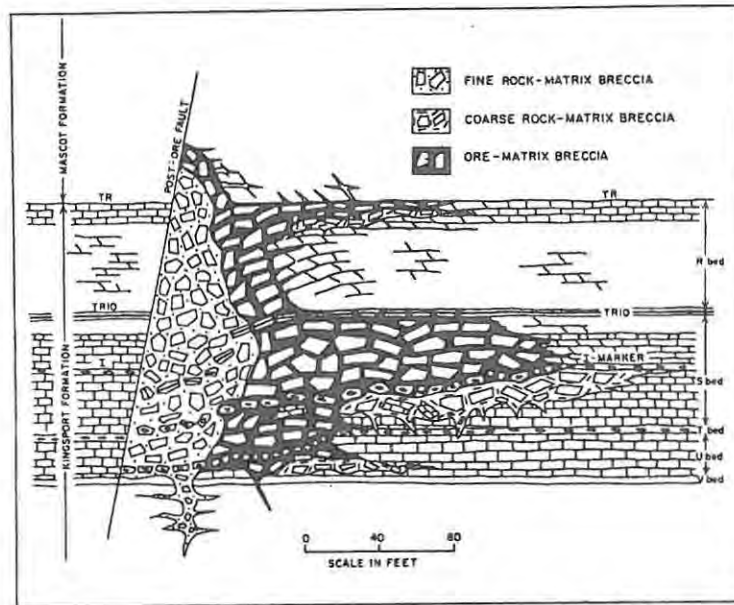 FINE ROCK-MATRIX BRECCIA
COARSE ROCK-MATRIX BRECCIA
ORE-MATRIX BRECCIA
MASCOT FORMATION
POST-ORE FAULT
TR
TR
R bed
TRIO
TRIO
I
I-MARKER
S bed
KINGSPORT FORMATION
T bed
U bed
V bed
0 40 80
SCALE IN FEET